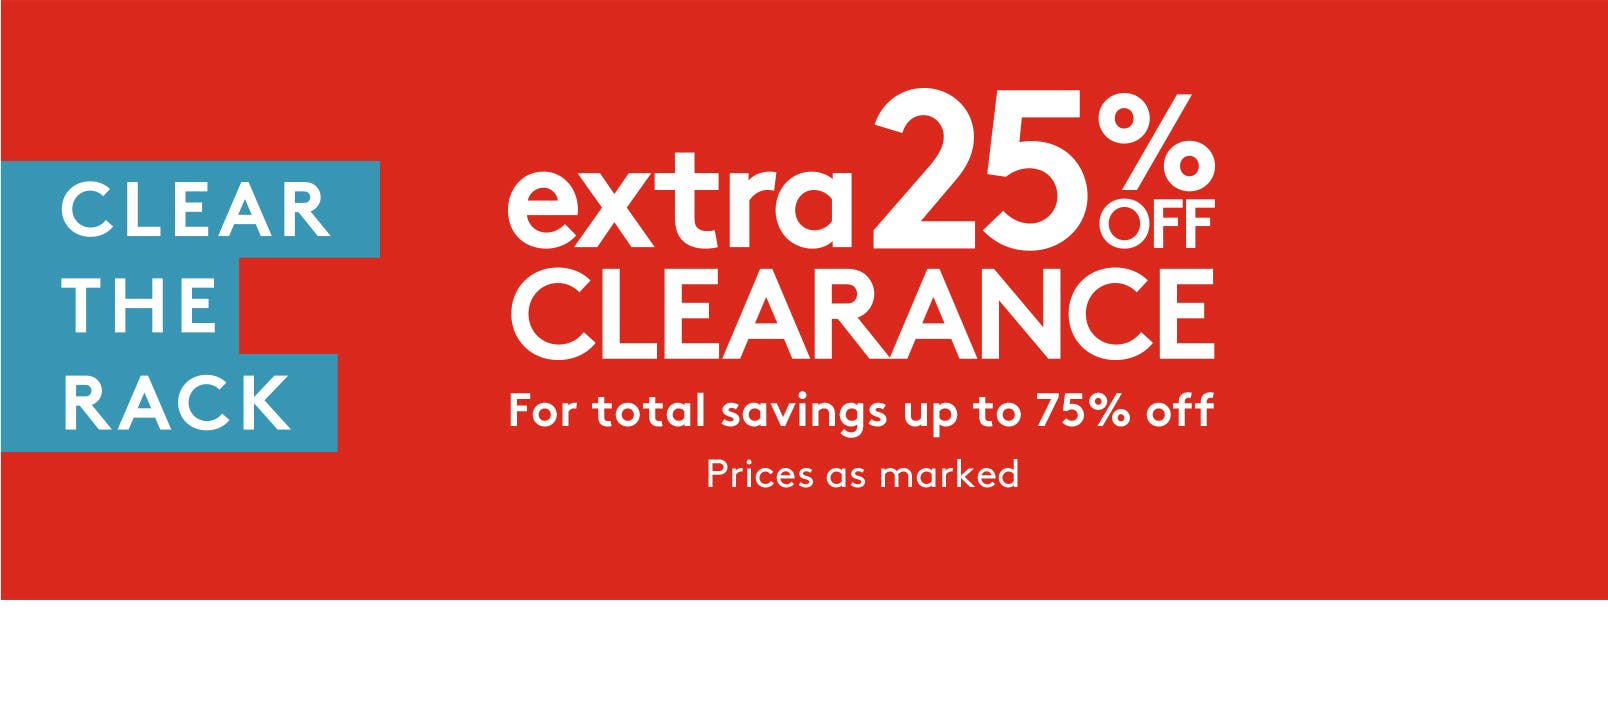 CLEAR
THE
RACK
extra 25% OFF
CLEARANCE
For total savings up to 75% off
Prices as marked